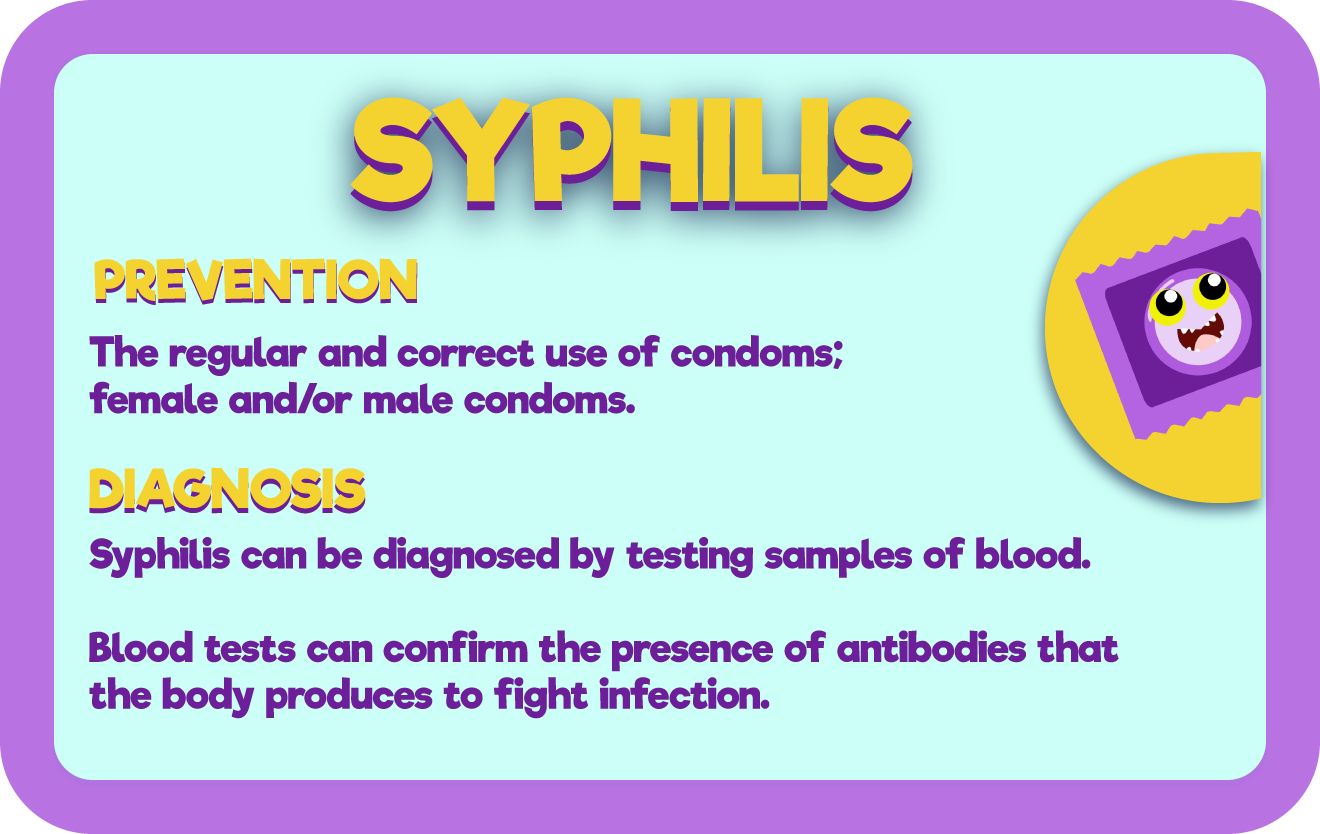 SYPHILIS
PREVENTION
The regular and correct use of condoms;
female and/or male condoms.
DIAGNOSIS
Syphilis can be diagnosed by testing samples of blood.
Blood tests can confirm the presence of antibodies that
the body produces to fight infection.